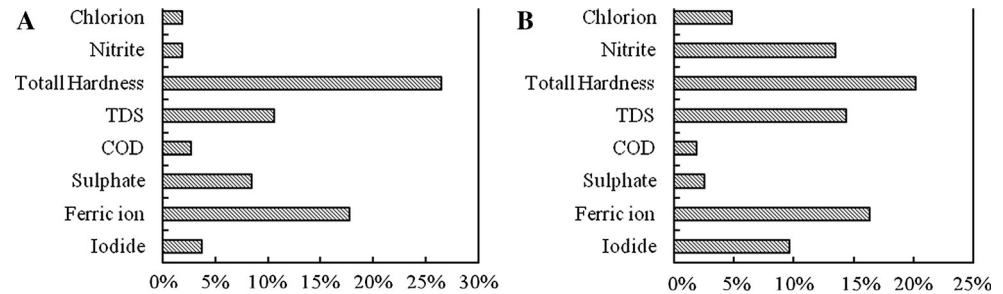 A
Chlorion
Nitrite
Totall Hardness
TDS
COD
Sulphate
Ferric ion
Iodide
0% 5% 10% 15% 20% 25% 30%
B
Chlorion
Nitrite
Totall Hardness
TDS
COD
Sulphate
Ferric ion
Iodide
0% 5% 10% 15% 20% 25%